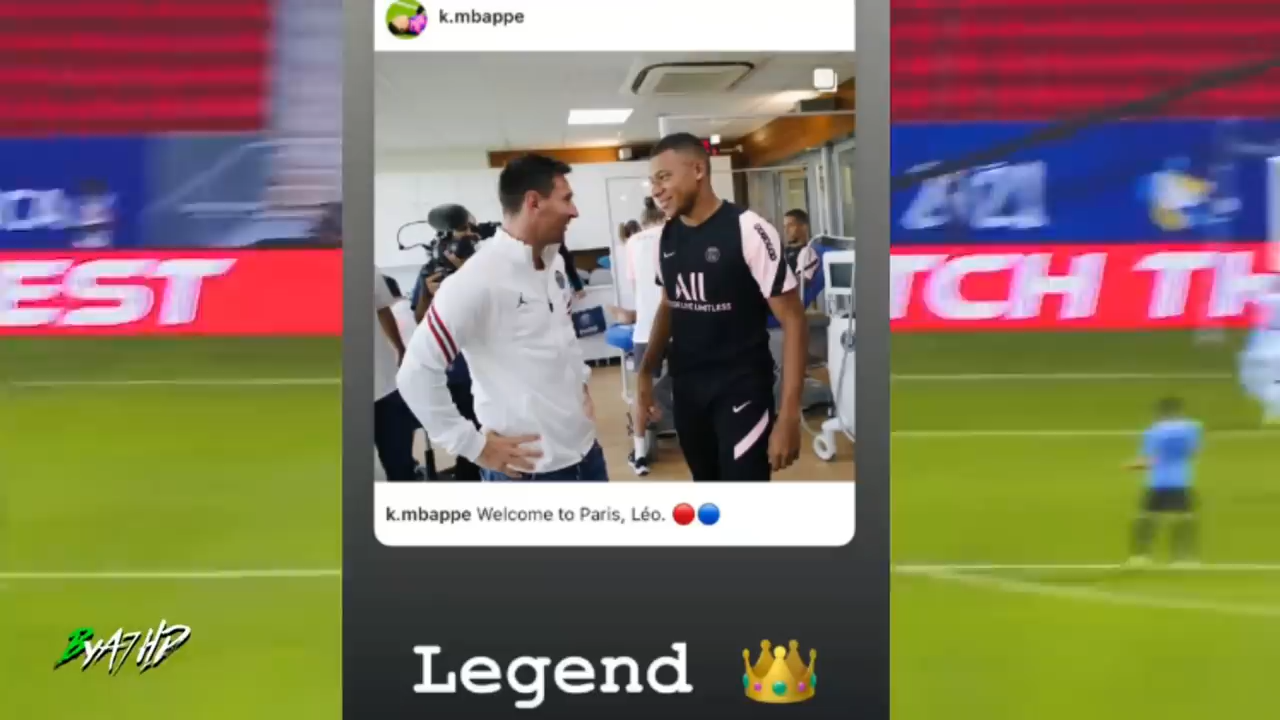 k.mbappe
ALL
k.mbappe Welcome to Paris, Léo. 🔴🔵
EST
TCH TH
Legend 👑
ByA7HD